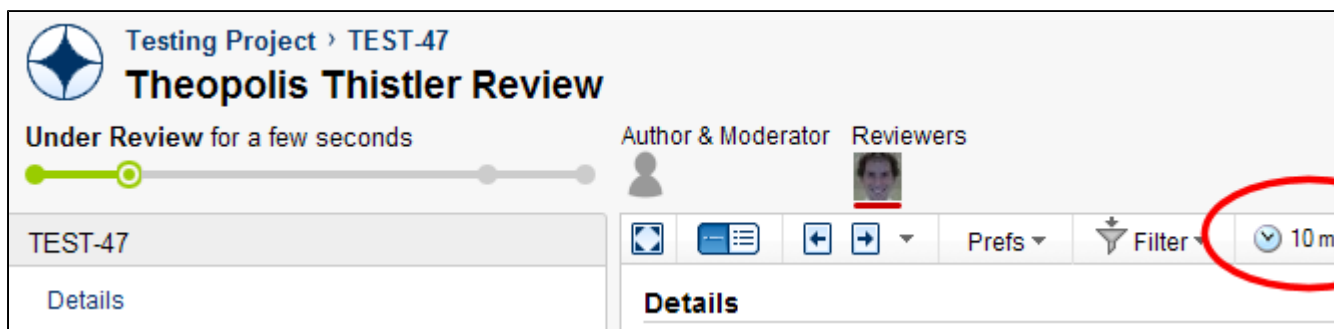 Testing Project › TEST-47
Theopolis Thistler Review
Under Review for a few seconds
Author & Moderator Reviewers
TEST-47
Prefs Filter 10 m
Details
Details